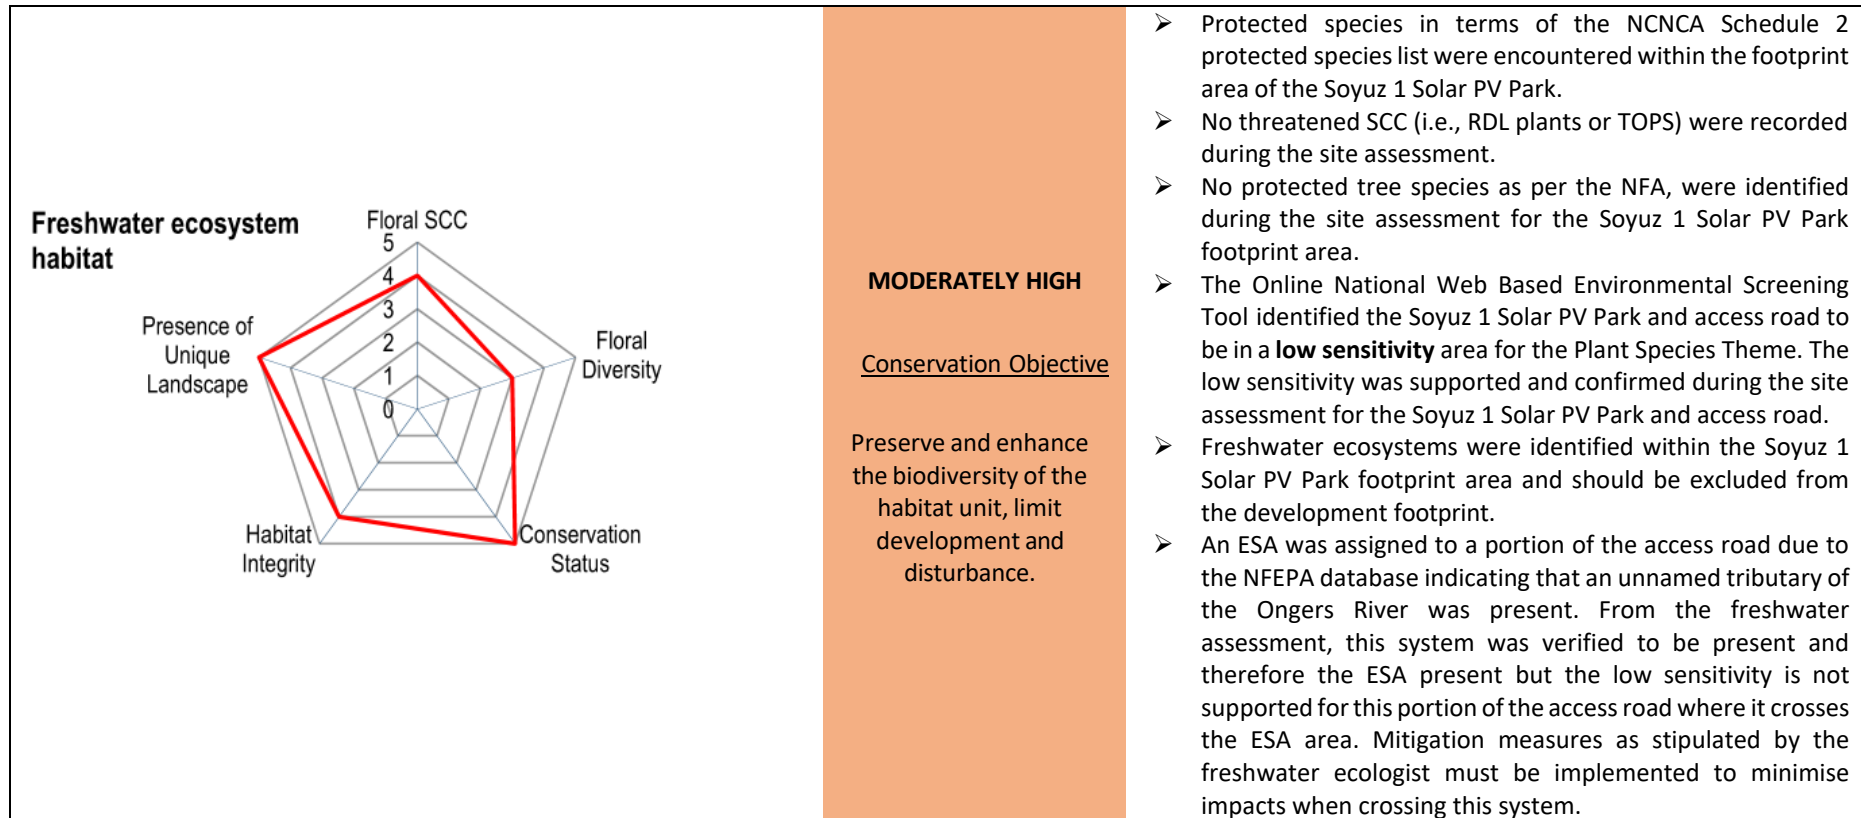 Freshwater ecosystem
habitat
Floral SCC
5
4
3
2
1
0
Floral
Diversity
Conservation
Status
Habitat
Integrity
Presence of
Unique
Landscape
MODERATELY HIGH
Conservation Objective
Preserve and enhance
the biodiversity of the
habitat unit, limit
development and
disturbance.
➢ Protected species in terms of the NCNCA Schedule 2
protected species list were encountered within the footprint
area of the Soyuz 1 Solar PV Park.
➢ No threatened SCC (i.e., RDL plants or TOPS) were recorded
during the site assessment.
➢ No protected tree species as per the NFA, were identified
during the site assessment for the Soyuz 1 Solar PV Park
footprint area.
➢ The Online National Web Based Environmental Screening
Tool identified the Soyuz 1 Solar PV Park and access road to
be in a low sensitivity area for the Plant Species Theme. The
low sensitivity was supported and confirmed during the site
assessment for the Soyuz 1 Solar PV Park and access road.
➢ Freshwater ecosystems were identified within the Soyuz 1
Solar PV Park footprint area and should be excluded from
the development footprint.
➢ An ESA was assigned to a portion of the access road due to
the NFEPA database indicating that an unnamed tributary of
the Ongers River was present. From the freshwater
assessment, this system was verified to be present and
therefore the ESA present but the low sensitivity is not
supported for this portion of the access road where it crosses
the ESA area. Mitigation measures as stipulated by the
freshwater ecologist must be implemented to minimise
impacts when crossing this system.